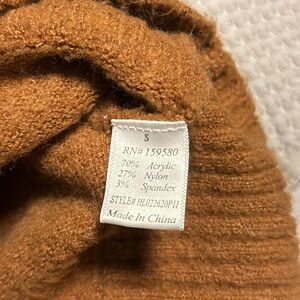 S
RN# 159580
70% Acrylic
27% Nylon
3% Spandex
STYLE# HL022620P11
Made In China